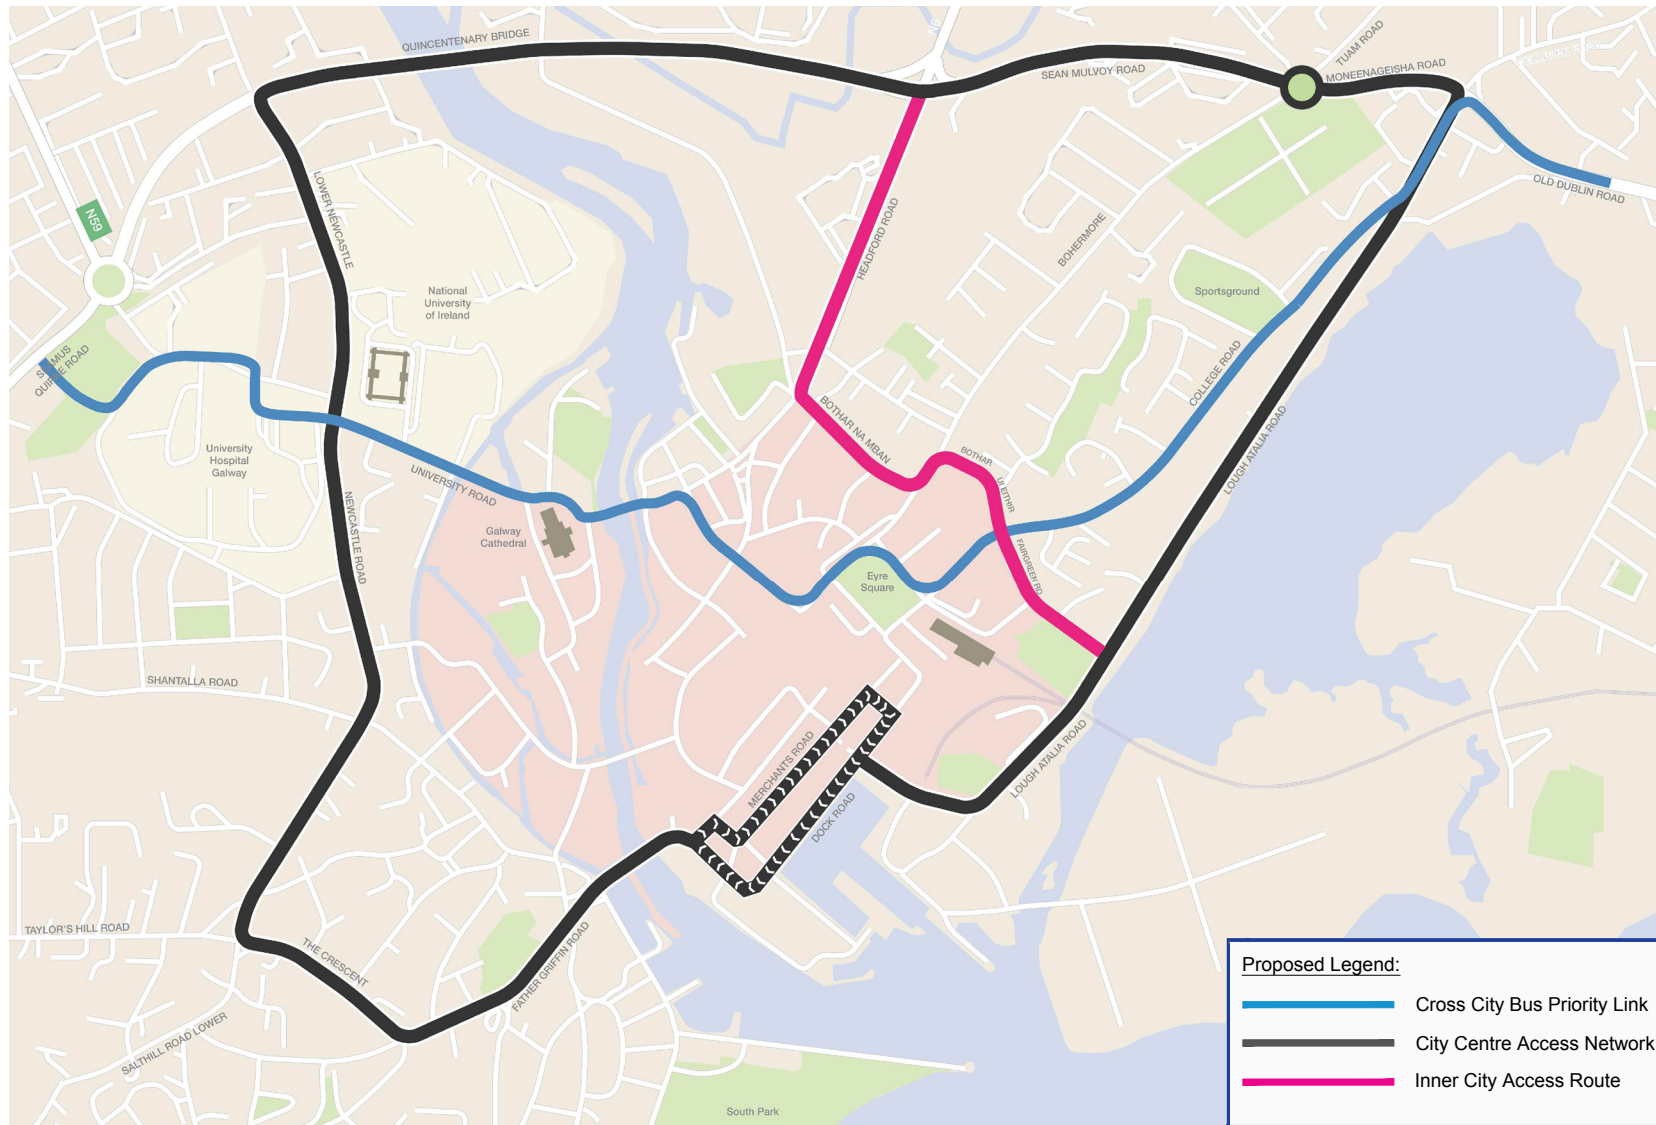 QUINCENTENARY BRIDGE
N6
TUAM ROAD
SEAN MULVOY ROAD
MONEENAGEISHA ROAD
OLD DUBLIN ROAD
LOWER NEWCASTLE
N59
HEADFORD ROAD
BOHERMORE
National
University
of Ireland
Sportsground
SEAMUS
QUIRKE ROAD
COLLEGE ROAD
BOTHAR NA MBAN
BOTHAR
UI EITHIR
University
Hospital
Galway
UNIVERSITY ROAD
LOUGH ATALIA ROAD
NEWCASTLE ROAD
Galway
Cathedral
FAIRGREEN RD
Eyre
Square
SHANTALLA ROAD
MERCHANTS ROAD
LOUGH ATALIA ROAD
DOCK ROAD
TAYLOR'S HILL ROAD
THE CRESCENT
FATHER GRIFFIN ROAD
SALTHILL ROAD LOWER
South Park
Proposed Legend:
Cross City Bus Priority Link
City Centre Access Network
Inner City Access Route